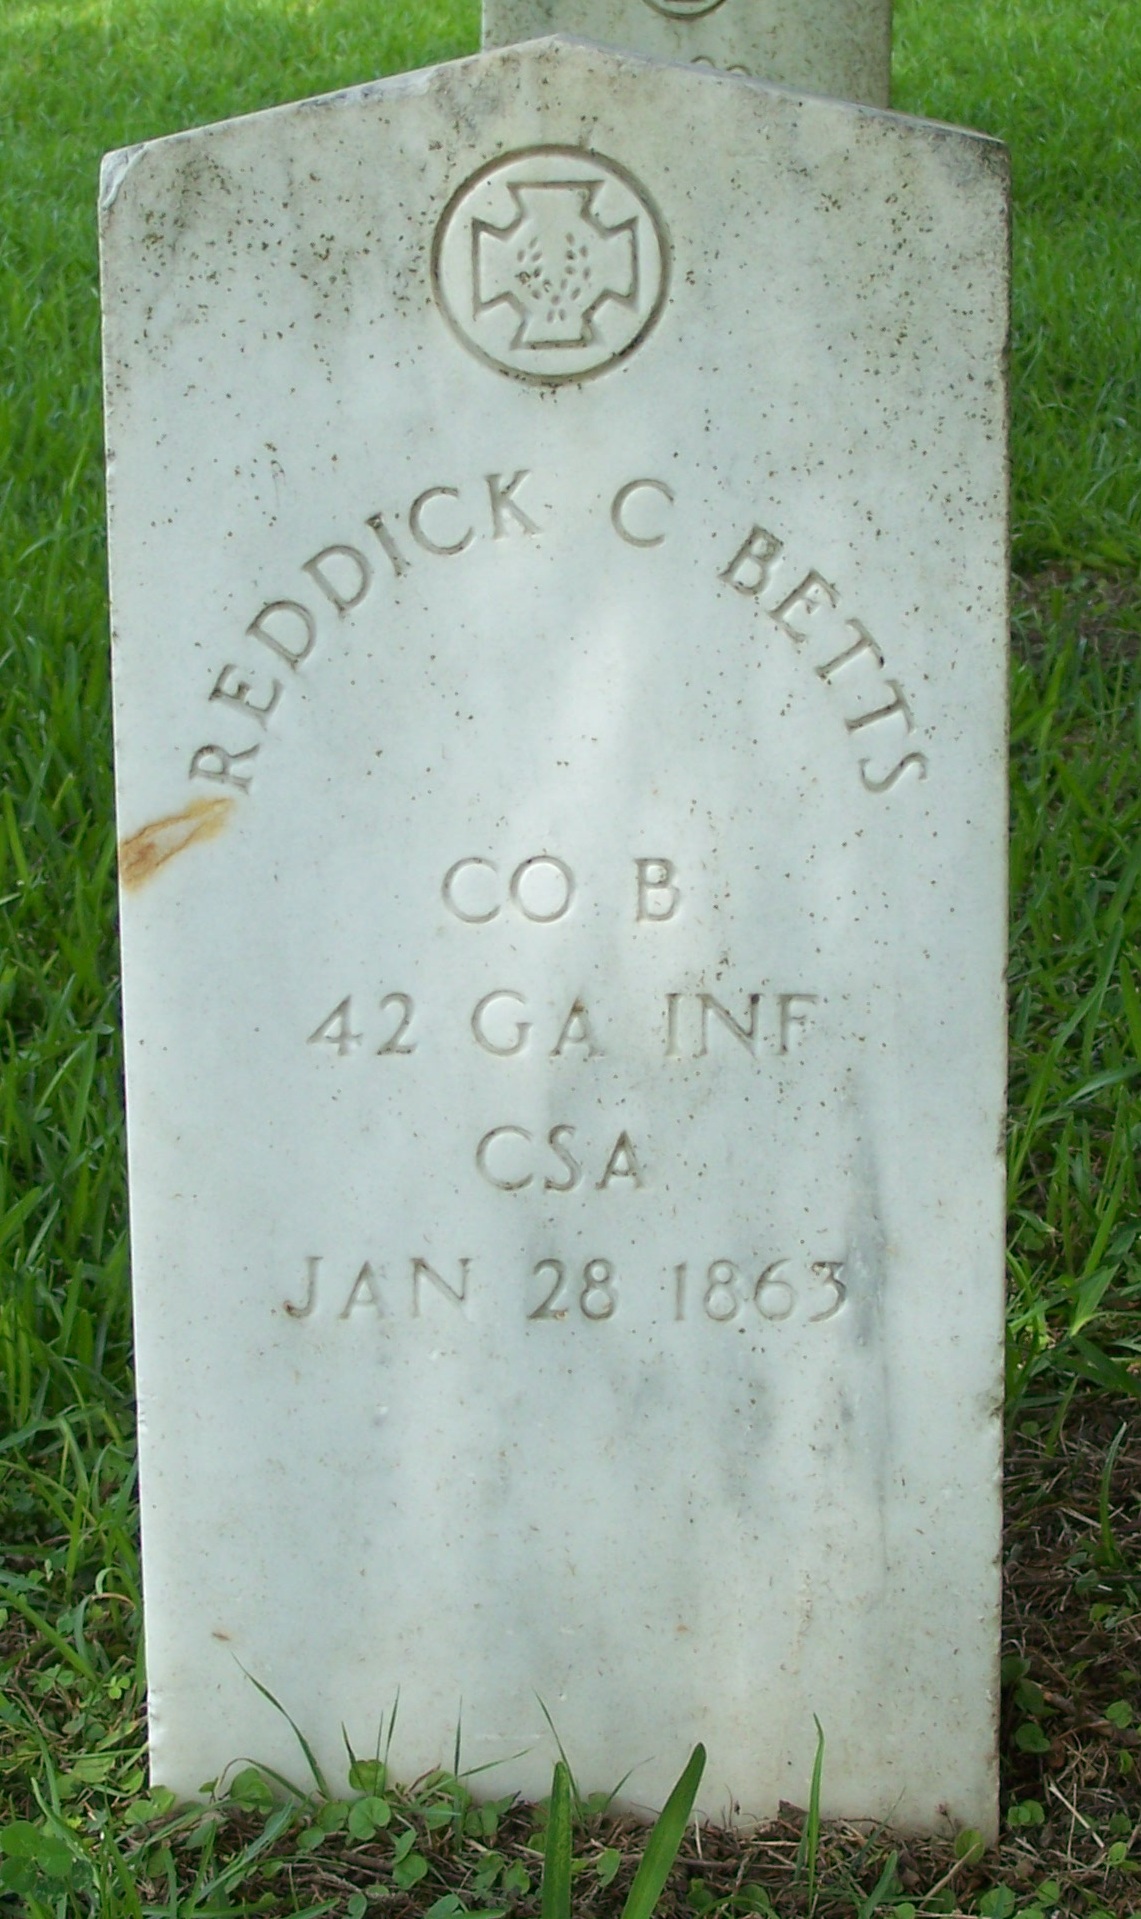 REDDICK C BETTS
CO B
42 GA INF
CSA
JAN 28 1863